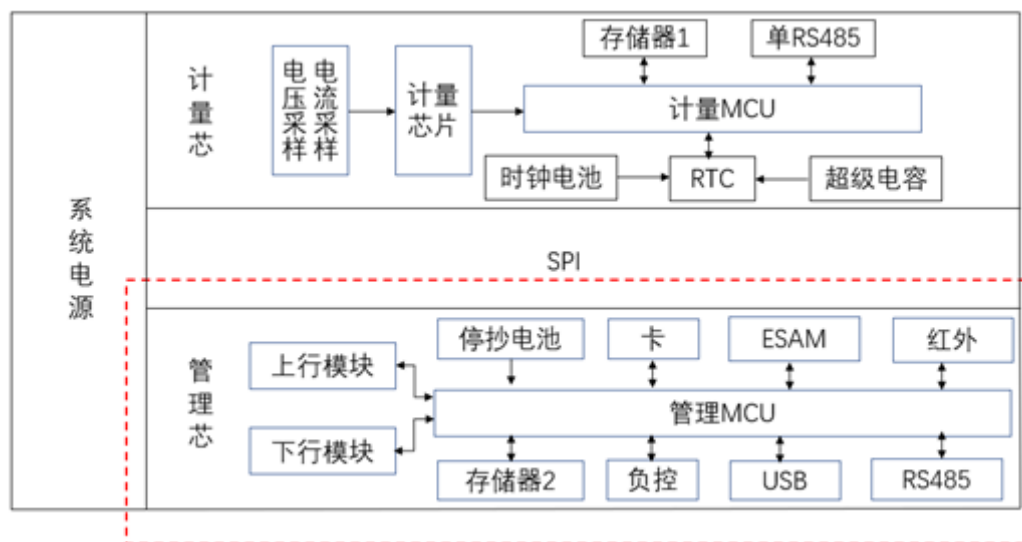 系统电源
计量芯
电压采样
电流采样
计量芯片
存储器1
单RS485
计量MCU
时钟电池
RTC
超级电容
SPI
管理芯
上行模块
下行模块
停抄电池
卡
ESAM
红外
管理MCU
存储器2
负控
USB
RS485